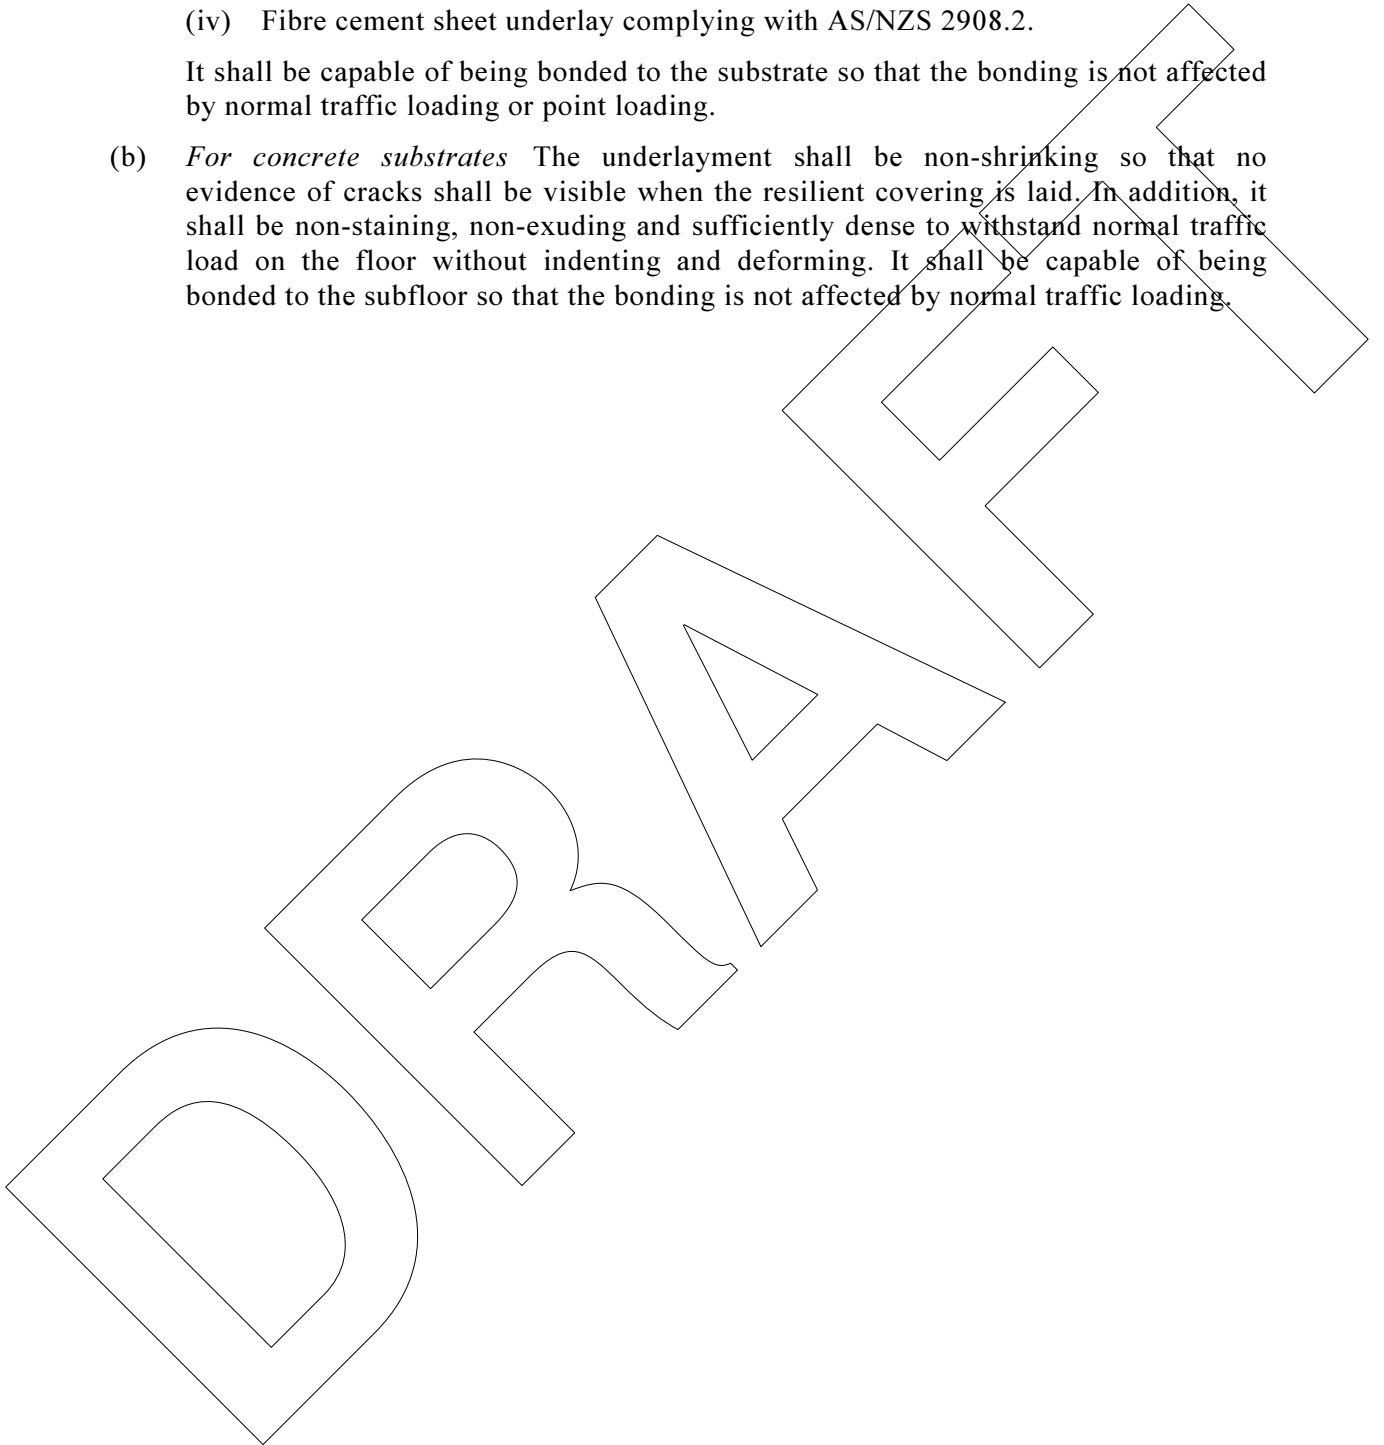 (iv) Fibre cement sheet underlay complying with AS/NZS 2908.2.
It shall be capable of being bonded to the substrate so that the bonding is not affected
by normal traffic loading or point loading.
(b) For concrete substrates The underlayment shall be non-shrinking so that no
evidence of cracks shall be visible when the resilient covering is laid. In addition, it
shall be non-staining, non-exuding and sufficiently dense to withstand normal traffic
load on the floor without indenting and deforming. It shall be capable of being
bonded to the subfloor so that the bonding is not affected by normal traffic loading.
DRAFT